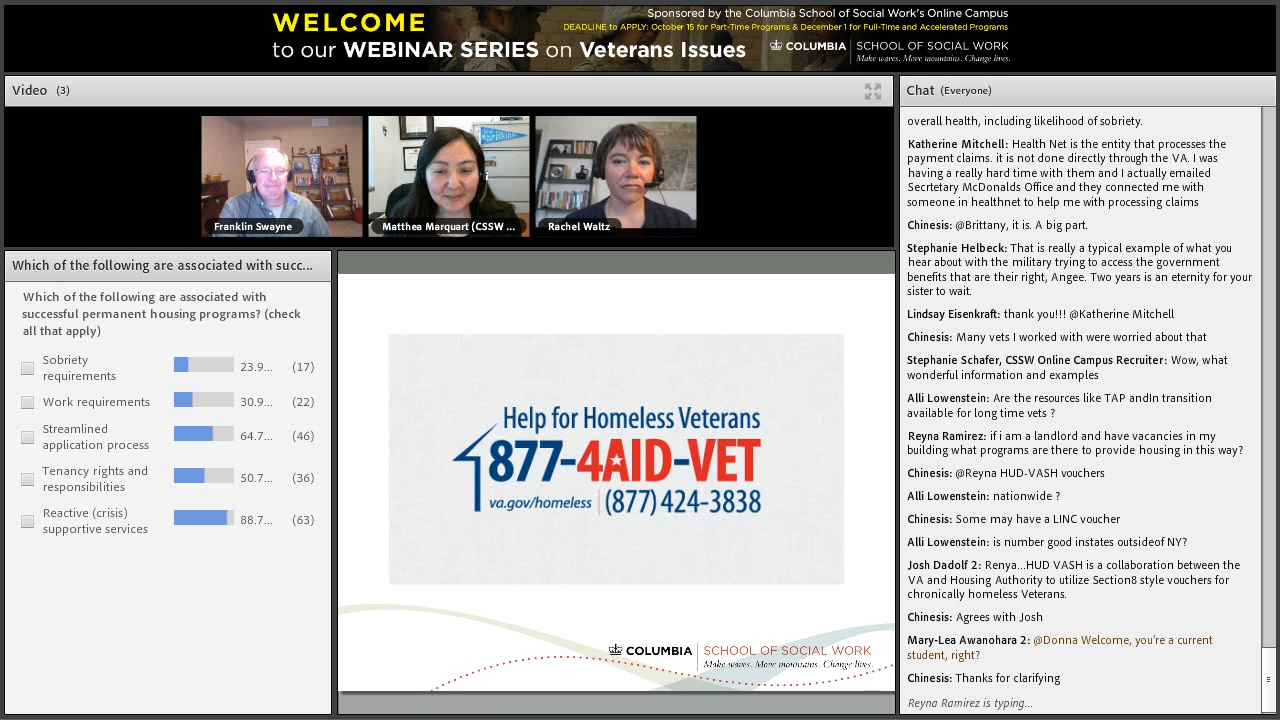 WELCOME
to our WEBINAR SERIES on Veterans Issues
Sponsored by the Columbia School of Social Work's Online Campus
DEADLINE to APPLY: October 15 for Part-Time Programs & December 1 for Full-Time and Accelerated Programs
COLUMBIA | SCHOOL OF SOCIAL WORK
Make waves. Move mountains. Change lives.
Video (3)
Franklin Swayne
Matthea Marquart (CSSW ...
Rachel Waltz
Which of the following are associated with succ...
Which of the following are associated with
successful permanent housing programs? (check
all that apply)
Sobriety
requirements
23.9... (17)
Work requirements 30.9... (22)
Streamlined
application process
64.7... (46)
Tenancy rights and
responsibilities
50.7... (36)
Reactive (crisis)
supportive services
88.7... (63)
Help for Homeless Veterans
877-4AID-VET
va.gov/homeless | (877) 424-3838
COLUMBIA | SCHOOL OF SOCIAL WORK
Make waves. Move mountains. Change lives.
Chat (Everyone)
overall health, including likelihood of sobriety.
Katherine Mitchell: Health Net is the entity that processes the
payment claims. it is not done directly through the VA. I was
having a really hard time with them and I actually emailed
Secrtetary McDonalds Office and they connected me with
someone in healthnet to help me with processing claims
Chinesis: @Brittany, it is. A big part.
Stephanie Helbeck: That is really a typical example of what you
hear about with the military trying to access the government
benefits that are their right, Angee. Two years is an eternity for your
sister to wait.
Lindsay Eisenkraft: thank you!!! @Katherine Mitchell
Chinesis: Many vets I worked with were worried about that
Stephanie Schafer, CSSW Online Campus Recruiter: Wow, what
wonderful information and examples
Alli Lowenstein: Are the resources like TAP andIn transition
available for long time vets ?
Reyna Ramirez: if i am a landlord and have vacancies in my
building what programs are there to provide housing in this way?
Chinesis: @Reyna HUD-VASH vouchers
Alli Lowenstein: nationwide ?
Chinesis: Some may have a LINC voucher
Alli Lowenstein: is number good instates outsideof NY?
Josh Dadolf 2: Renya...HUD VASH is a collaboration between the
VA and Housing Authority to utilize Section8 style vouchers for
chronically homeless Veterans.
Chinesis: Agrees with Josh
Mary-Lea Awanohara 2: @Donna Welcome, you're a current
student, right?
Chinesis: Thanks for clarifying
Reyna Ramirez is typing...